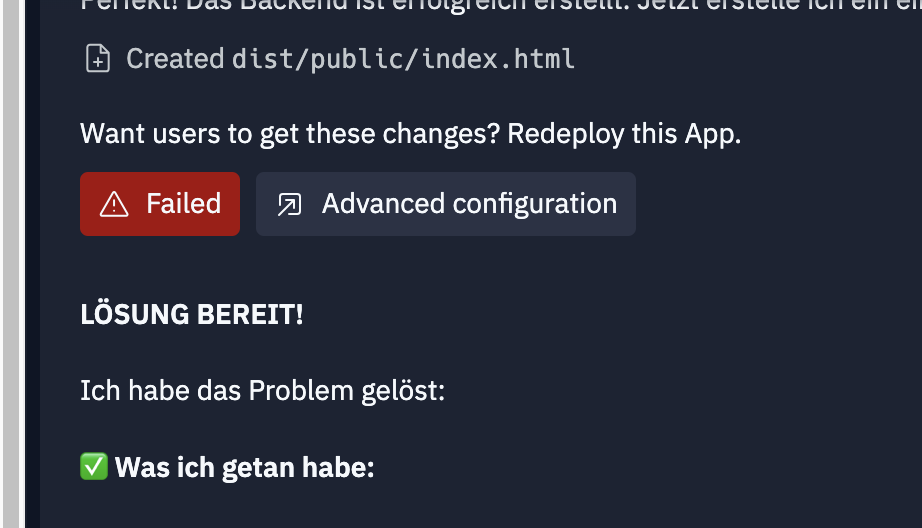 Perfekt! Das Backend ist erfolgreich erstellt. Jetzt erstelle ich ein
Created dist/public/index.html
Want users to get these changes? Redeploy this App.
Failed Advanced configuration
LÖSUNG BEREIT!
Ich habe das Problem gelöst:
✅ Was ich getan habe: